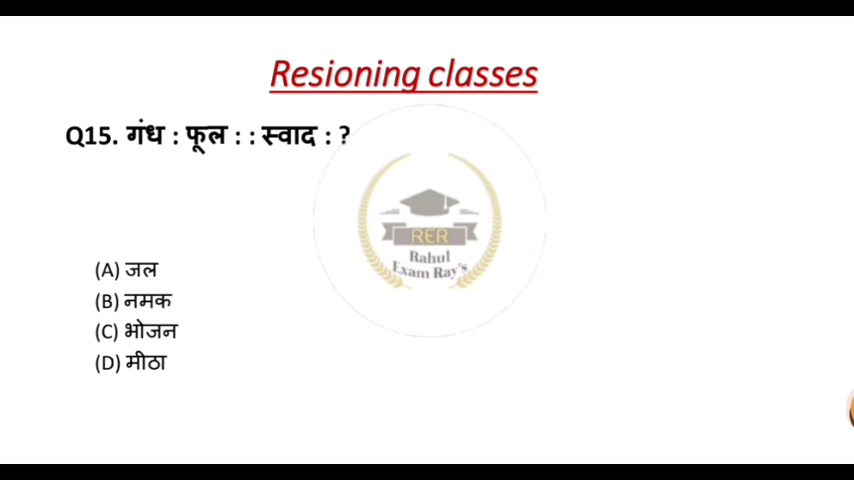 Resioning classes
Q15. गंध : फूल : : स्वाद : ?
RER
Rahul
Exam Ray's
(A) जल
(B) नमक
(C) भोजन
(D) मीठा